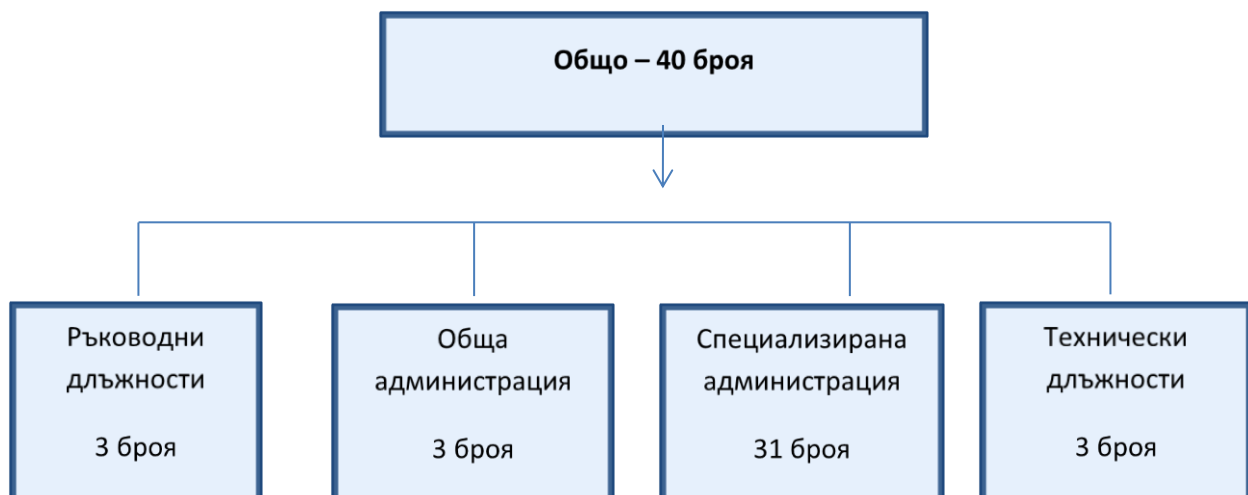 Общо – 40 броя
Ръководни
длъжности
3 броя
Обща
администрация
3 броя
Специализирана
администрация
31 броя
Технически
длъжности
3 броя